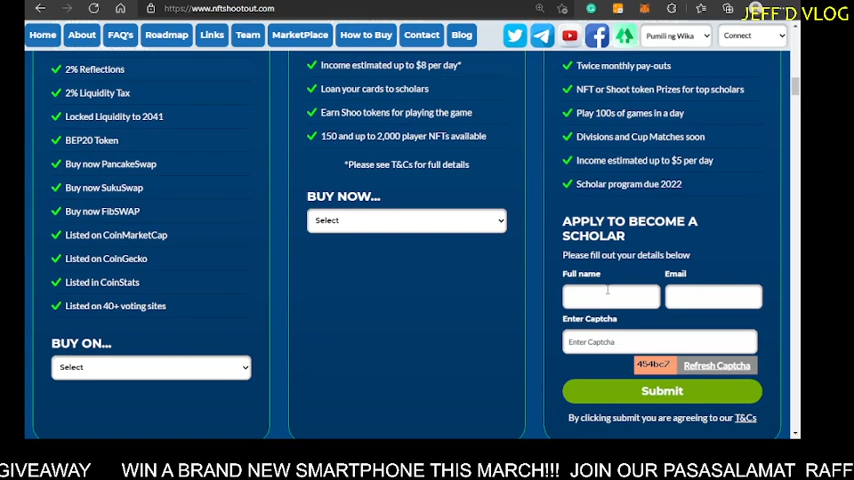 https://www.nftshootout.com
JEFF'D VLOG
Home
About
FAQ's
Roadmap
Links
Team
MarketPlace
How to Buy
Contact
Blog
Pumili ng Wika
Connect
2% Reflections
2% Liquidity Tax
Locked Liquidity to 2041
BEP20 Token
Buy now PancakeSwap
Buy now SukuSwap
Buy now FibSWAP
Listed on CoinMarketCap
Listed on CoinGecko
Listed in CoinStats
Listed on 40+ voting sites
BUY ON...
Select
Income estimated up to $8 per day*
Loan your cards to scholars
Earn Shoo tokens for playing the game
150 and up to 2,000 player NFTs available
*Please see T&Cs for full details
BUY NOW...
Select
Twice monthly pay-outs
NFT or Shoot token Prizes for top scholars
Play 100s of games in a day
Divisions and Cup Matches soon
Income estimated up to $5 per day
Scholar program due 2022
APPLY TO BECOME A
SCHOLAR
Please fill out your details below
Full name
Email
Enter Captcha
Enter Captcha
454bc7
Refresh Captcha
Submit
By clicking submit you are agreeing to our T&Cs
GIVEAWAY WIN A BRAND NEW SMARTPHONE THIS MARCH!!! JOIN OUR PASASALAMAT RAFF